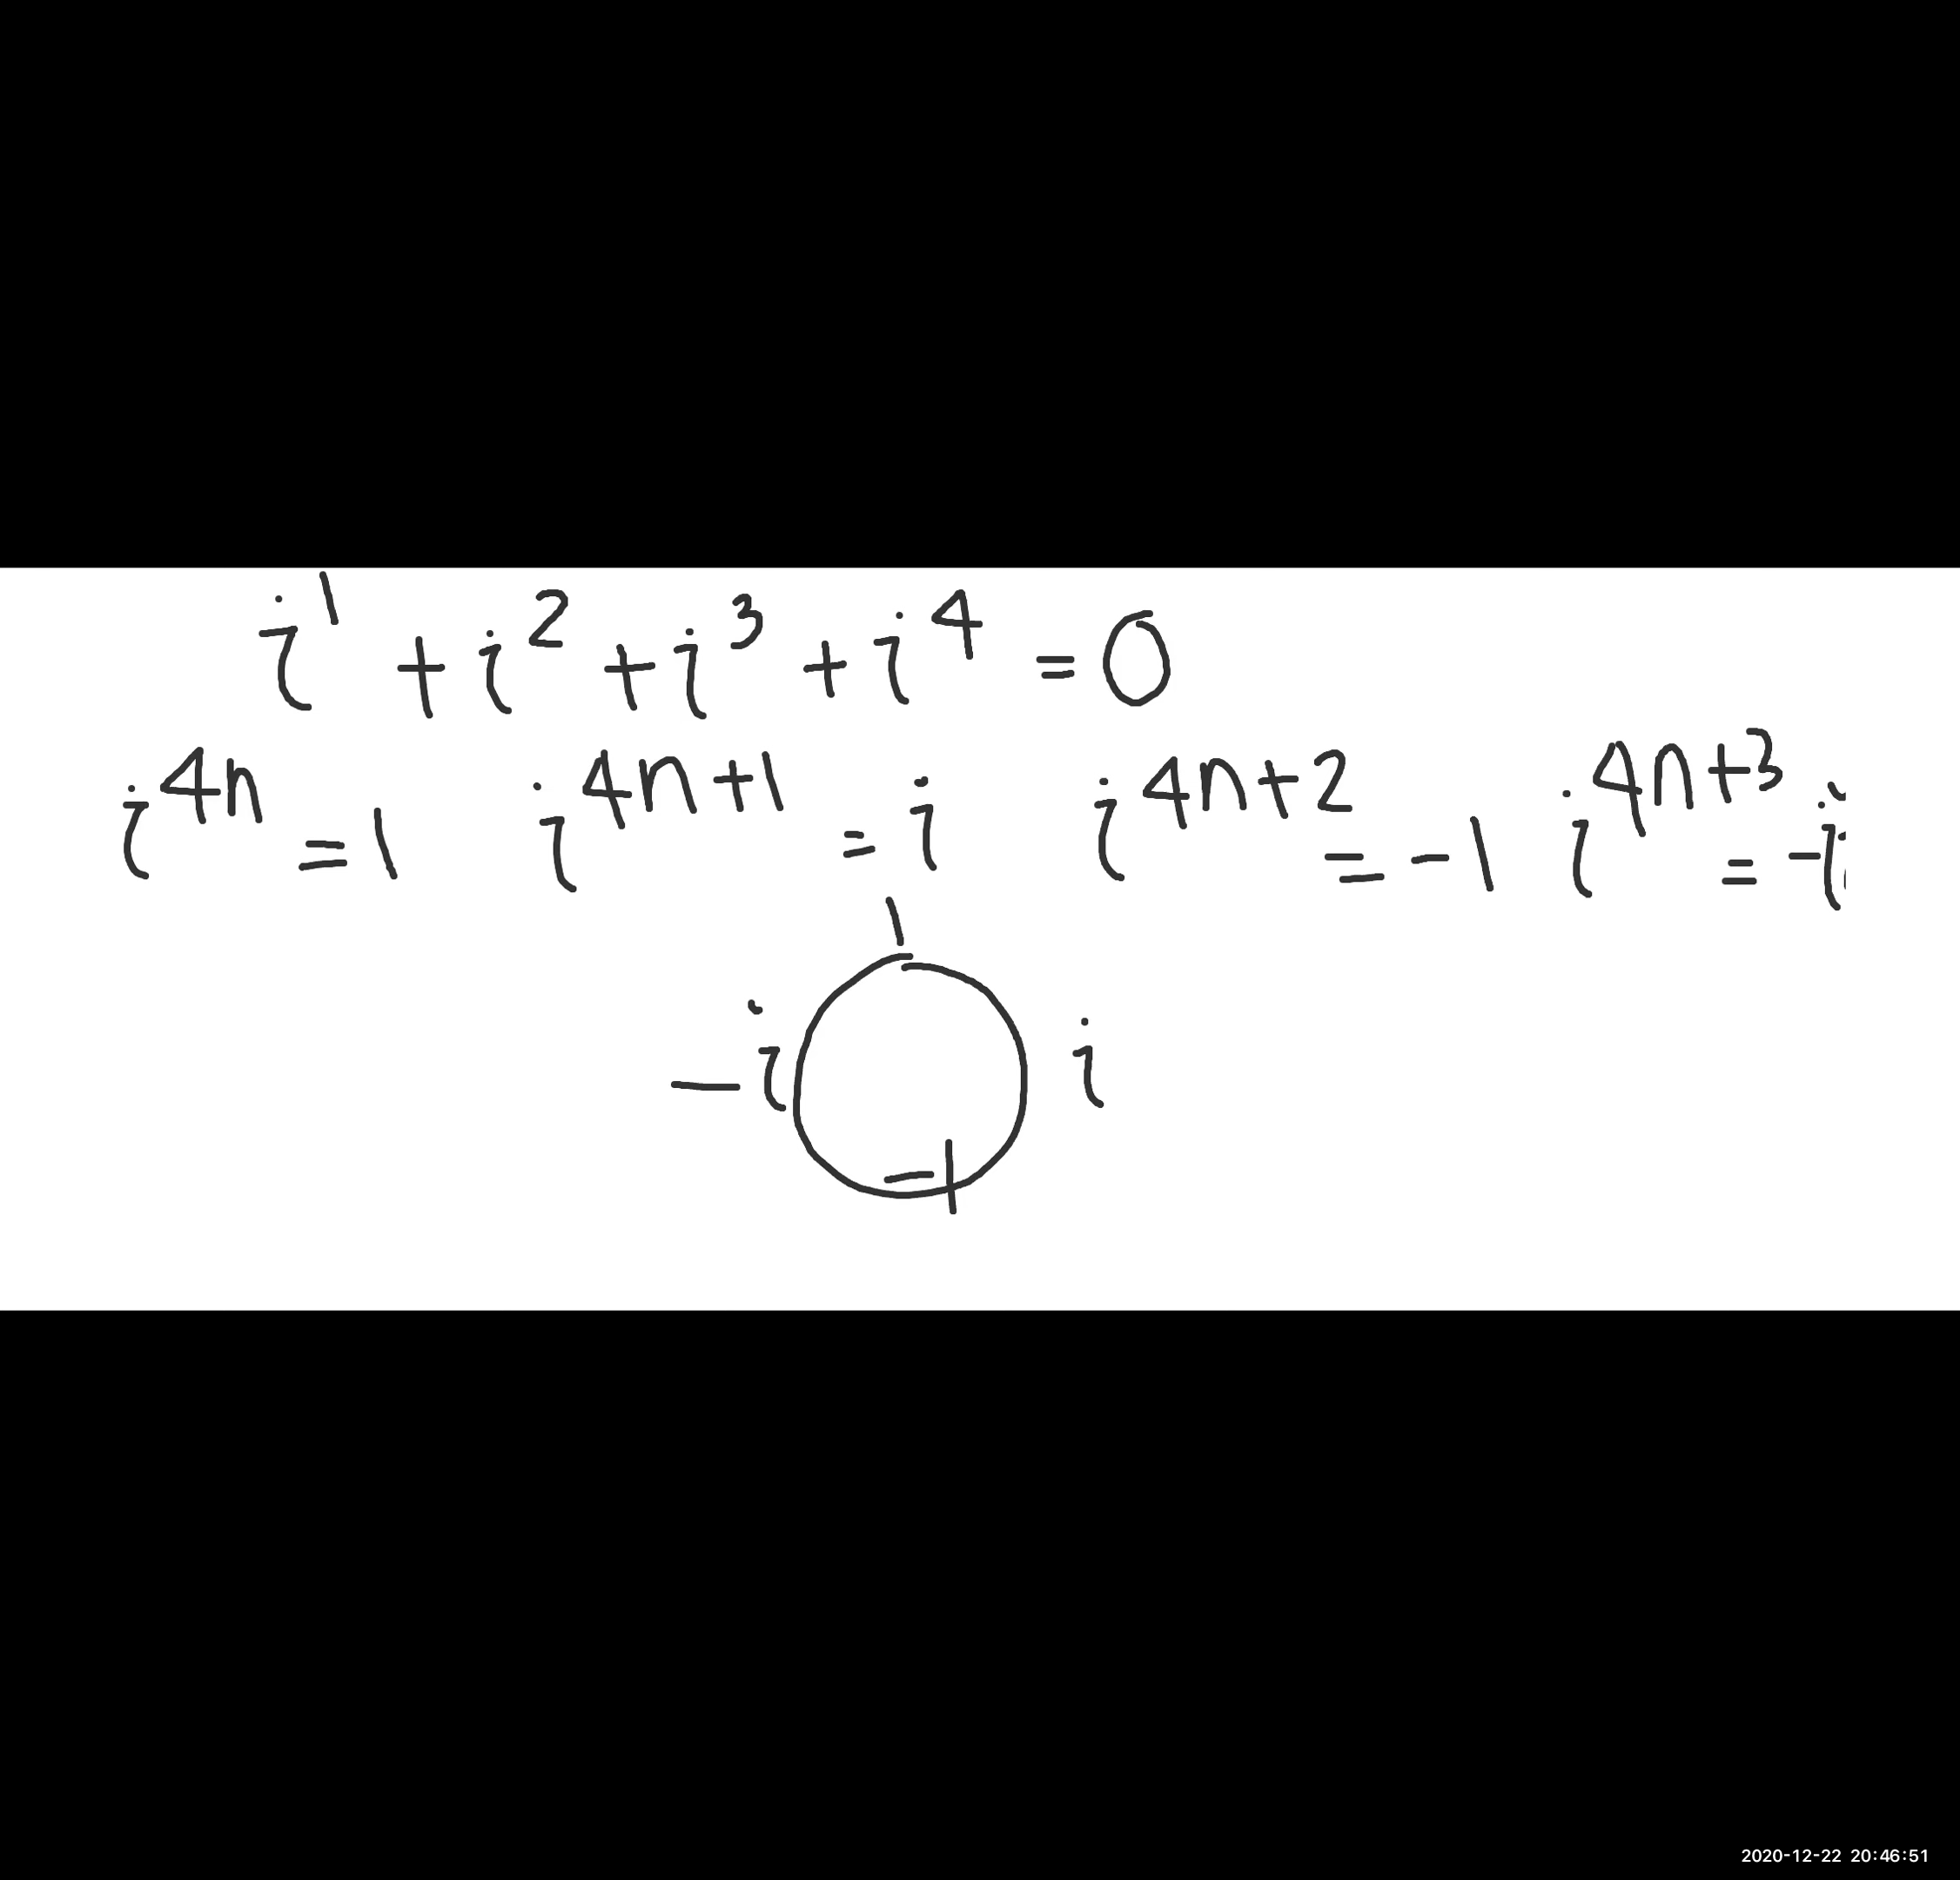 i¹ + i² + i³ + i⁴ = 0
i⁴ⁿ = 1 i⁴ⁿ⁺¹ = i i⁴ⁿ⁺² = -1 i⁴ⁿ⁺³ = -i
1
-i i
-1
2020-12-22 20:46:51